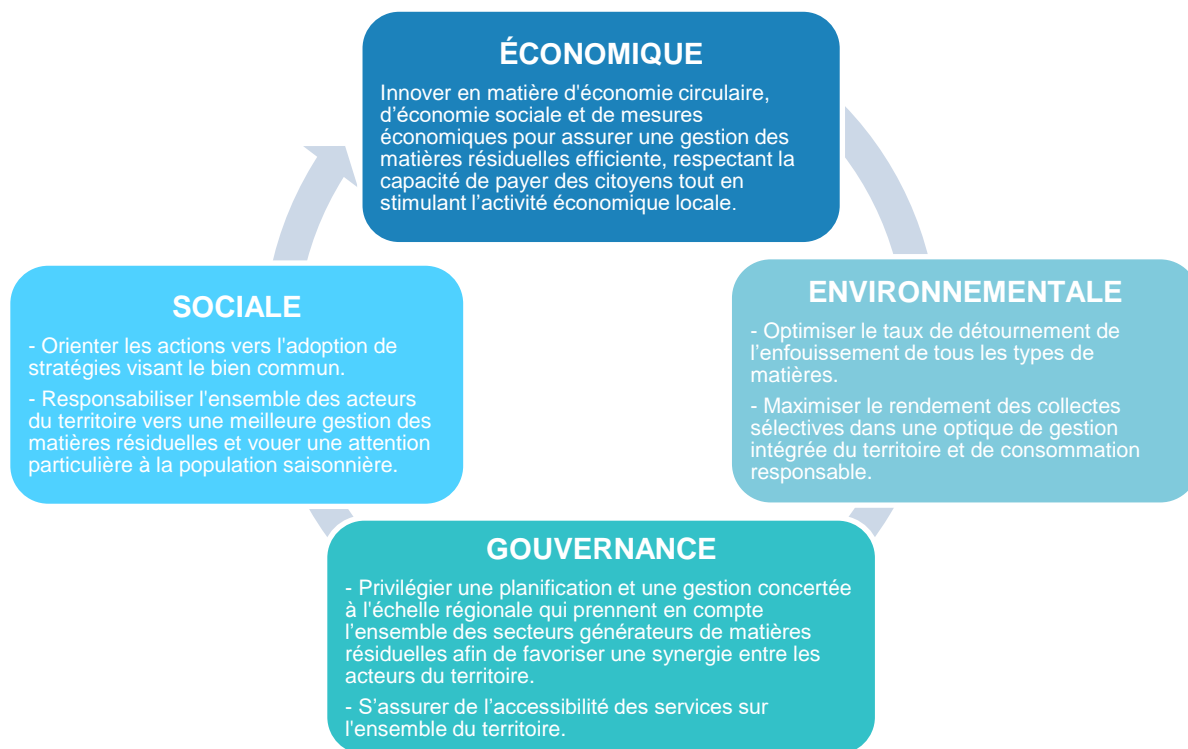 ÉCONOMIQUE
Innover en matière d'économie circulaire,
d’économie sociale et de mesures
économiques pour assurer une gestion des
matières résiduelles efficiente, respectant la
capacité de payer des citoyens tout en
stimulant l’activité économique locale.
ENVIRONNEMENTALE
- Optimiser le taux de détournement de
l’enfouissement de tous les types de
matières.
- Maximiser le rendement des collectes
sélectives dans une optique de gestion
intégrée du territoire et de consommation
responsable.
GOUVERNANCE
- Privilégier une planification et une gestion concertée
à l'échelle régionale qui prennent en compte
l’ensemble des secteurs générateurs de matières
résiduelles afin de favoriser une synergie entre les
acteurs du territoire.
- S’assurer de l’accessibilité des services sur
l'ensemble du territoire.
SOCIALE
- Orienter les actions vers l'adoption de
stratégies visant le bien commun.
- Responsabiliser l'ensemble des acteurs
du territoire vers une meilleure gestion des
matières résiduelles et vouer une attention
particulière à la population saisonnière.